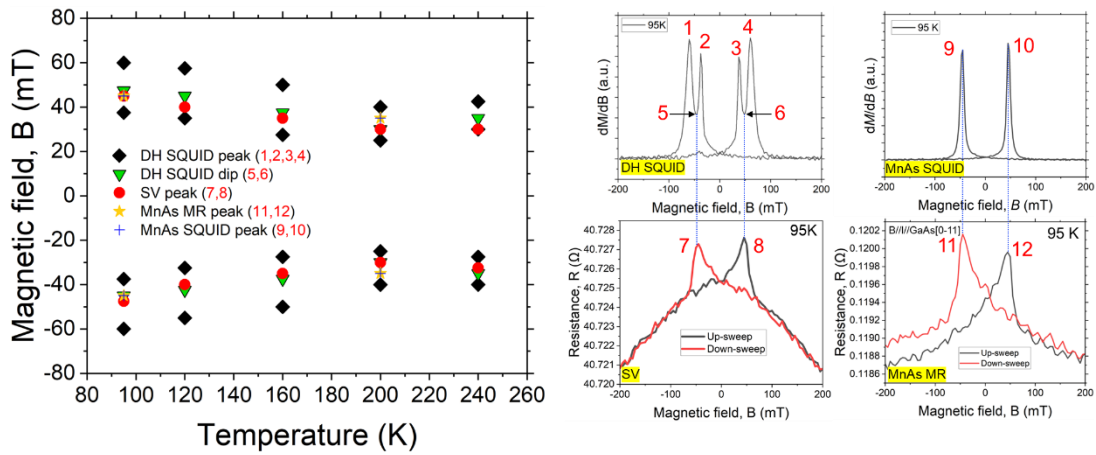 Magnetic field, B (mT)
80
60
40
20
0
-20
-40
-60
-80
DH SQUID peak (1,2,3,4)
DH SQUID dip (5,6)
SV peak (7,8)
MnAs MR peak (11,12)
MnAs SQUID peak (9,10)
80 100 120 140 160 180 200 220 240 260
Temperature (K)
dM/dB (a.u.)
95K
1
2
3
4
5
6
DH SQUID
-200 -100 0 100 200
Magnetic field, B (mT)
dM/dB (a.u.)
95 K
9
10
MnAs SQUID
-200 -100 0 100 200
Magnetic field, B (mT)
Resistance, R (Ω)
40.728
40.727
40.726
40.725
40.723
40.722
40.721
40.720
95K
7
8
Up-sweep
Down-sweep
SV
-200 -100 0 100 200
Magnetic field, B (mT)
Resistance, R (Ω)
0.1202
0.1200
0.1198
0.1196
0.1194
0.1192
0.1190
0.1188
0.1186
B//I//GaAs[0-11]
95 K
11
12
Up-sweep
Down-sweep
MnAs MR
-200 -100 0 100 200
Magnetic field, B (mT)